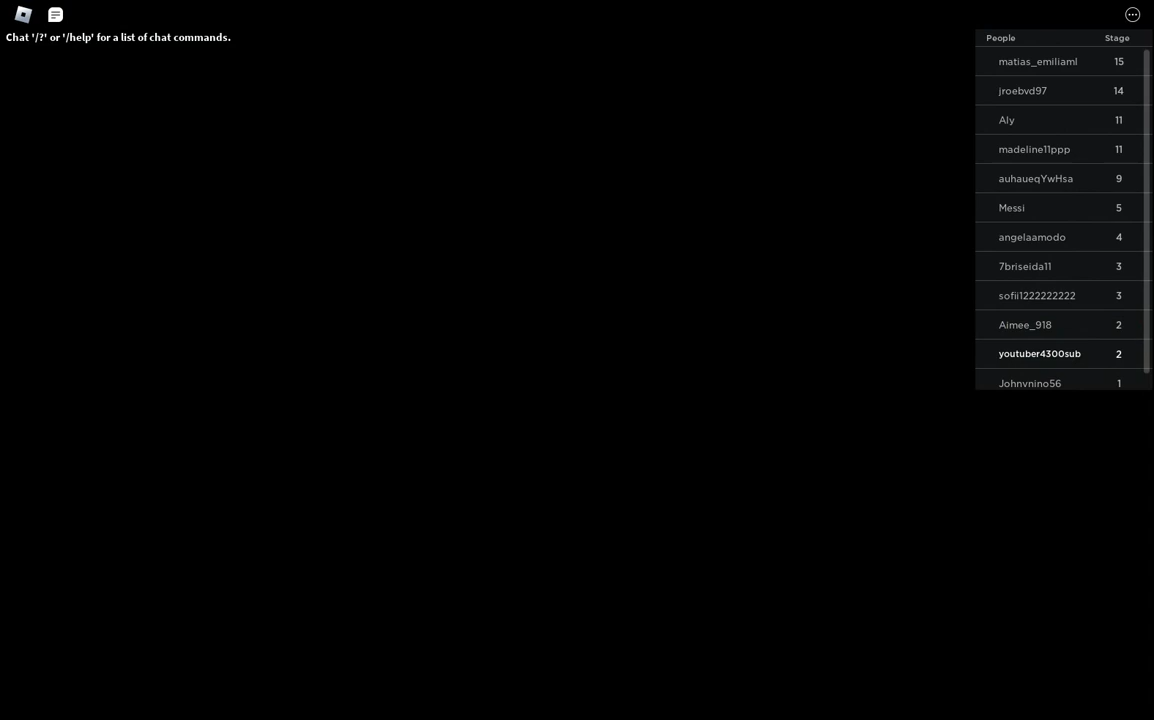 Chat '/?' or '/help' for a list of chat commands.
People Stage
matias_emiliaml 15
jroebvd97 14
Aly 11
madeline11ppp 11
auhaueqYwHsa 9
Messi 5
angelaamodo 4
7briseida11 3
sofii1222222222 3
Aimee_918 2
youtuber4300sub 2
Johnvnino56 1